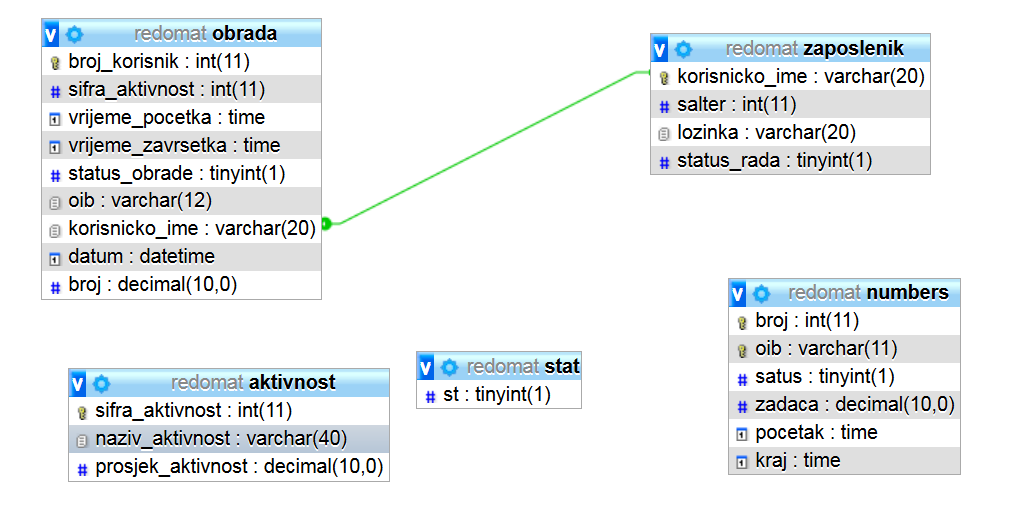 redomat obrada
broj_korisnik : int(11)
sifra_aktivnost : int(11)
vrijeme_pocetka : time
vrijeme_zavrsetka : time
status_obrade : tinyint(1)
oib : varchar(12)
korisnicko_ime : varchar(20)
datum : datetime
broj : decimal(10,0)
redomat zaposlenik
korisnicko_ime : varchar(20)
salter : int(11)
lozinka : varchar(20)
status_rada : tinyint(1)
redomat aktivnost
sifra_aktivnost : int(11)
naziv_aktivnost : varchar(40)
prosjek_aktivnost : decimal(10,0)
redomat stat
st : tinyint(1)
redomat numbers
broj : int(11)
oib : varchar(11)
satus : tinyint(1)
zadaca : decimal(10,0)
pocetak : time
kraj : time